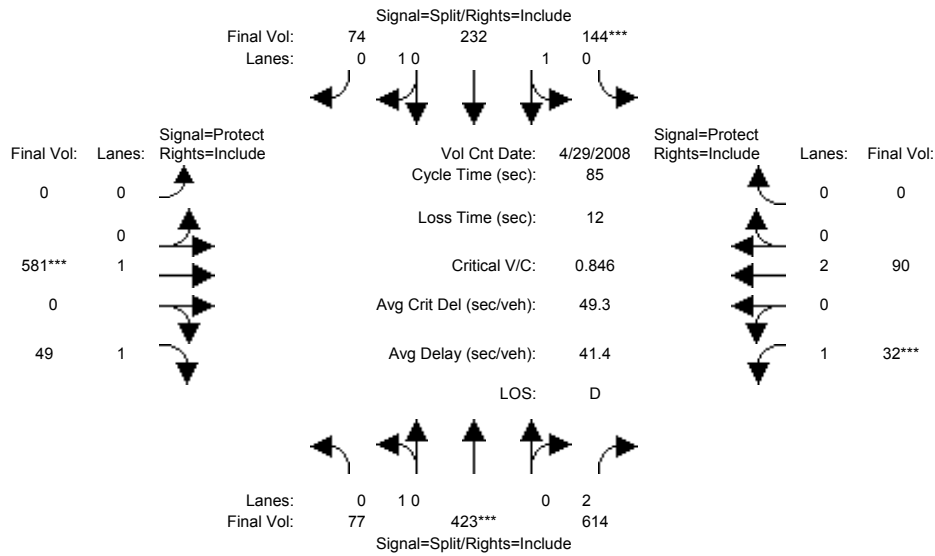 Signal=Split/Rights=Include
Final Vol: 74 232 144***
Lanes: 0 1 0 1 0
Signal=Protect Signal=Protect
Final Vol: Lanes: Rights=Include Vol Cnt Date: 4/29/2008 Rights=Include Lanes: Final Vol:
Cycle Time (sec): 85
0 0 0 0
Loss Time (sec): 12
0 0
581*** 1 Critical V/C: 0.846 2 90
0 1 Avg Crit Del (sec/veh): 49.3 0
49 1 Avg Delay (sec/veh): 41.4 1 32***
LOS: D
Lanes: 0 1 0 0 2
Final Vol: 77 423*** 614
Signal=Split/Rights=Include